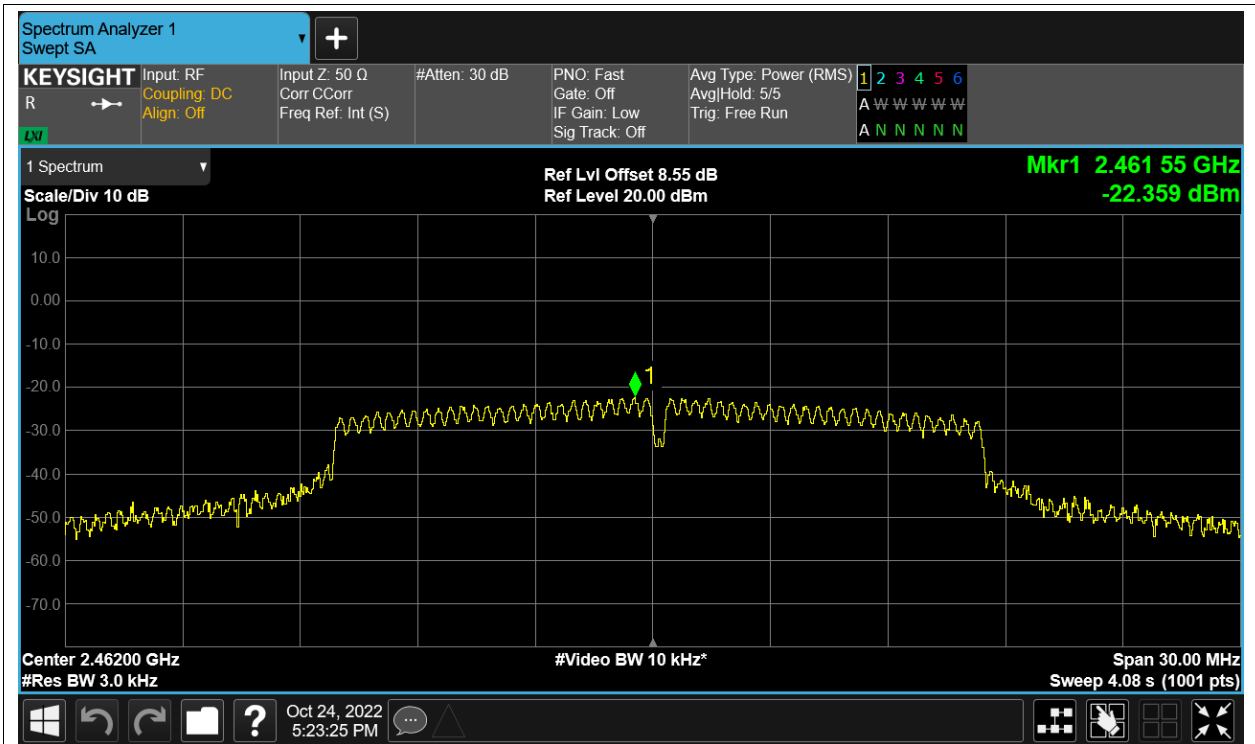 Spectrum Analyzer 1
Swept SA
KEYSIGHT
R
LXI
Input: RF
Coupling: DC
Align: Off
Input Z: 50 Ω
Corr CCorr
Freq Ref: Int (S)
#Atten: 30 dB
PNO: Fast
Gate: Off
IF Gain: Low
Sig Track: Off
Avg Type: Power (RMS)
Avg|Hold: 5/5
Trig: Free Run
1 2 3 4 5 6
A W W W W W
A N N N N N
1 Spectrum
Scale/Div 10 dB
Log
Ref Lvl Offset 8.55 dB
Ref Level 20.00 dBm
Mkr1 2.461 55 GHz
-22.359 dBm
10.0
0.00
-10.0
-20.0
-30.0
-40.0
-50.0
-60.0
-70.0
1
Center 2.46200 GHz
#Res BW 3.0 kHz
#Video BW 10 kHz*
Span 30.00 MHz
Sweep 4.08 s (1001 pts)
?
Oct 24, 2022
5:23:25 PM